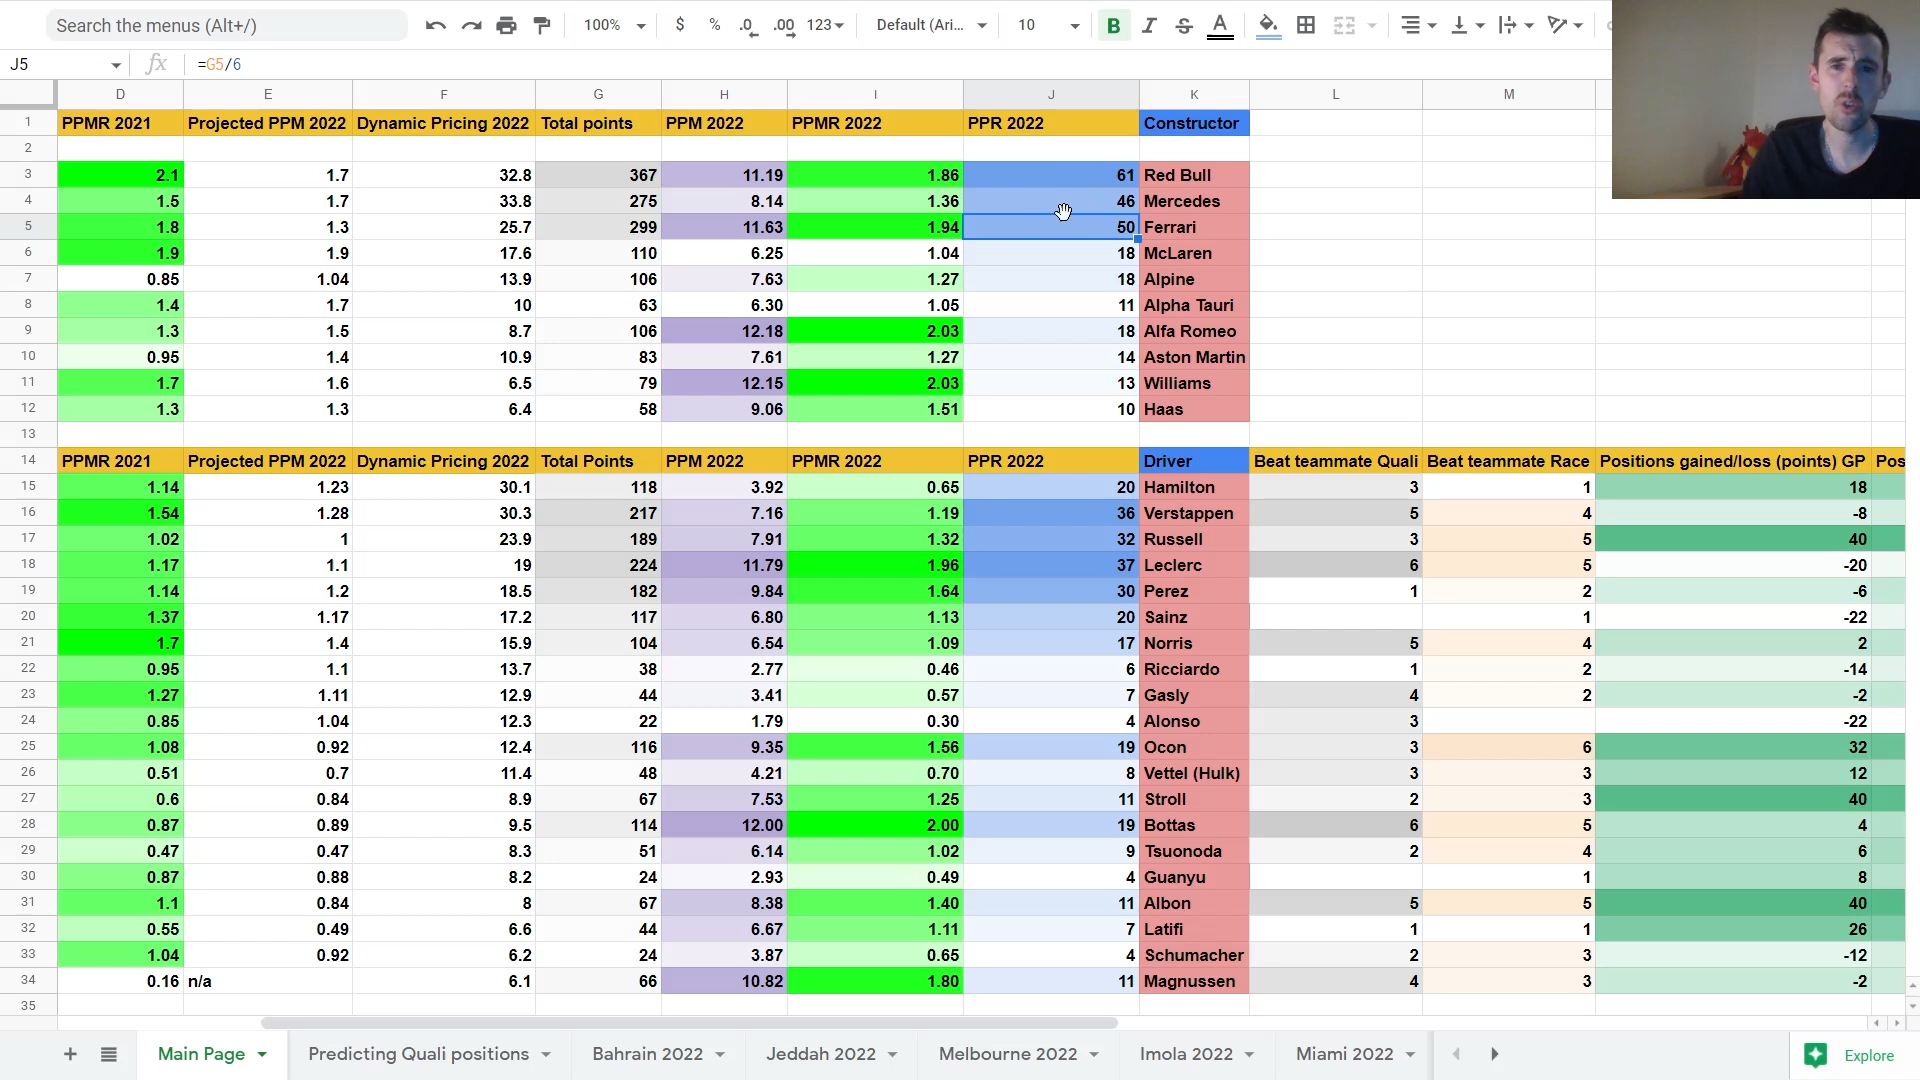 Search the menus (Alt+/) 100% $ % .0 .00 123 Default (Ari... 10 B I S A
J5 fx =G5/6
D E F G H I J K L M
1 PPMR 2021 Projected PPM 2022 Dynamic Pricing 2022 Total points PPM 2022 PPMR 2022 PPR 2022 Constructor
2
3 2.1 1.7 32.8 367 11.19 1.86 61 Red Bull
4 1.5 1.7 33.8 275 8.14 1.36 46 Mercedes
5 1.8 1.3 25.7 299 11.63 1.94 50 Ferrari
6 1.9 1.9 17.6 110 6.25 1.04 18 McLaren
7 0.85 1.04 13.9 106 7.63 1.27 18 Alpine
8 1.4 1.7 10 63 6.30 1.05 11 Alpha Tauri
9 1.3 1.5 8.7 106 12.18 2.03 18 Alfa Romeo
10 0.95 1.4 10.9 83 7.61 1.27 14 Aston Martin
11 1.7 1.6 6.5 79 12.15 2.03 13 Williams
12 1.3 1.3 6.4 58 9.06 1.51 10 Haas
13
14 PPMR 2021 Projected PPM 2022 Dynamic Pricing 2022 Total Points PPM 2022 PPMR 2022 PPR 2022 Driver Beat teammate Quali Beat teammate Race Positions gained/loss (points) GP Pos
15 1.14 1.23 30.1 118 3.92 0.65 20 Hamilton 3 1 18
16 1.54 1.28 30.3 217 7.16 1.19 36 Verstappen 5 4 -8
17 1.02 1 23.9 189 7.91 1.32 32 Russell 3 5 40
18 1.17 1.1 19 224 11.79 1.96 37 Leclerc 6 5 -20
19 1.14 1.2 18.5 182 9.84 1.64 30 Perez 1 2 -6
20 1.37 1.17 17.2 117 6.80 1.13 20 Sainz 1 -22
21 1.7 1.4 15.9 104 6.54 1.09 17 Norris 5 4 2
22 0.95 1.1 13.7 38 2.77 0.46 6 Ricciardo 1 2 -14
23 1.27 1.11 12.9 44 3.41 0.57 7 Gasly 4 2 -2
24 0.85 1.04 12.3 22 1.79 0.30 4 Alonso 3 -22
25 1.08 0.92 12.4 116 9.35 1.56 19 Ocon 3 6 32
26 0.51 0.7 11.4 48 4.21 0.70 8 Vettel (Hulk) 3 3 12
27 0.6 0.84 8.9 67 7.53 1.25 11 Stroll 2 3 40
28 0.87 0.89 9.5 114 12.00 2.00 19 Bottas 6 5 4
29 0.47 0.47 8.3 51 6.14 1.02 9 Tsuonoda 2 4 6
30 0.87 0.88 8.2 24 2.93 0.49 4 Guanyu 1 8
31 1.1 0.84 8 67 8.38 1.40 11 Albon 5 5 40
32 0.55 0.49 6.6 44 6.67 1.11 7 Latifi 1 1 26
33 1.04 0.92 6.2 24 3.87 0.65 4 Schumacher 2 3 -12
34 0.16 n/a 6.1 66 10.82 1.80 11 Magnussen 4 3 -2
35
Main Page Predicting Quali positions Bahrain 2022 Jeddah 2022 Melbourne 2022 Imola 2022 Miami 2022 Explore